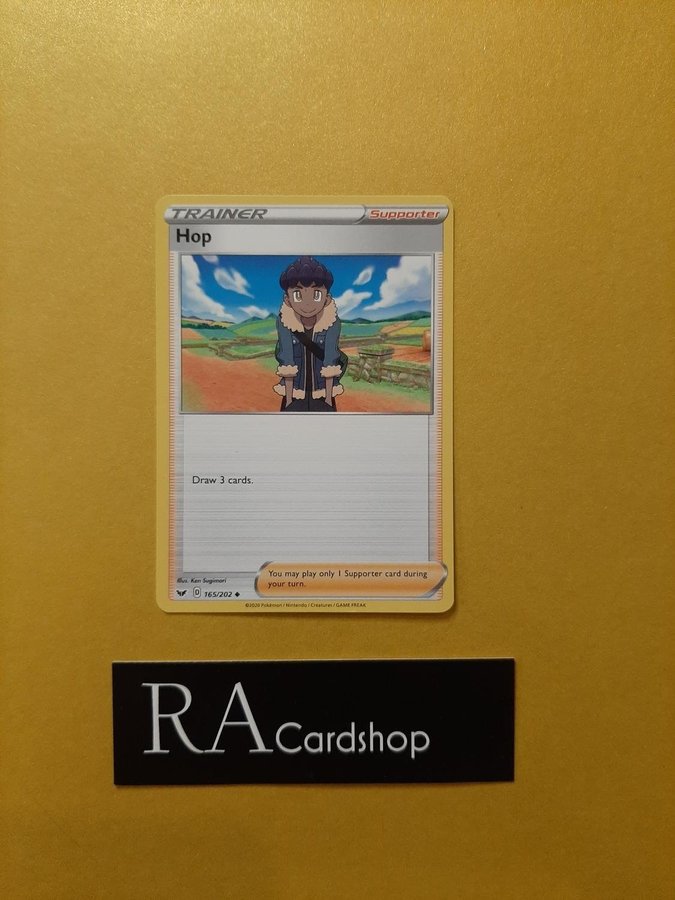 TRAINER Supporter
Hop
Draw 3 cards.
Illus. Ken Sugimori
You may play only 1 Supporter card during
your turn.
D 165/202
©2020 Pokémon / Nintendo / Creatures / GAME FREAK
RA Cardshop